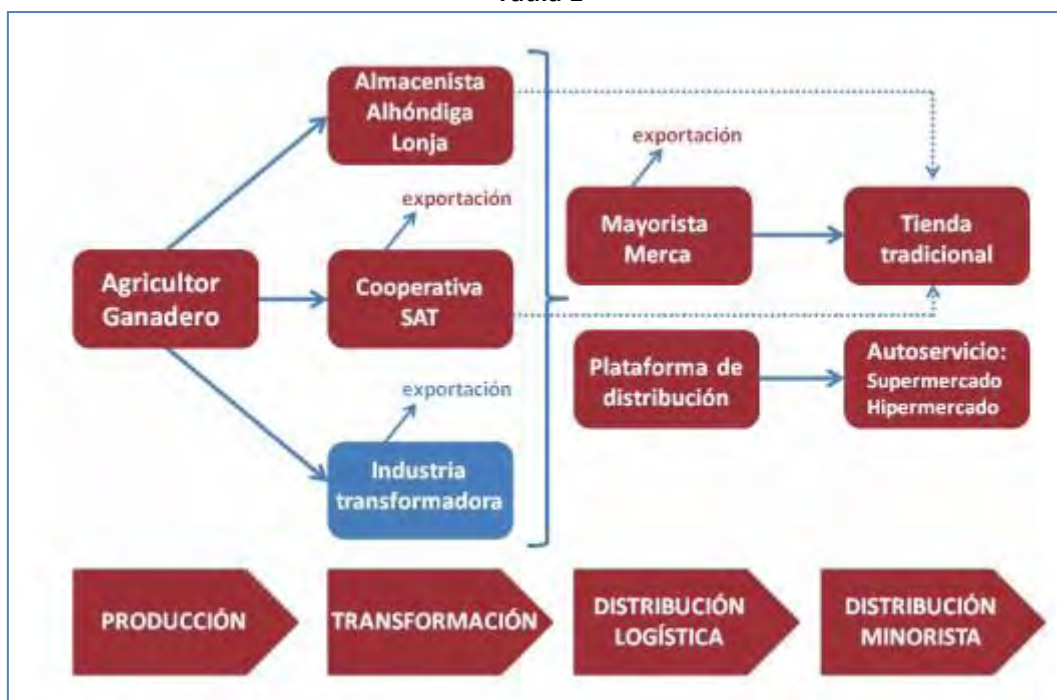 Almacenista
Alhóndiga
Lonja
exportación
exportación
Mayorista
Merca
Tienda
tradicional
Agricultor
Ganadero
Cooperativa
SAT
exportación
Plataforma de
distribución
Autoservicio:
Supermercado
Hipermercado
Industria
transformadora
PRODUCCIÓN
TRANSFORMACIÓN
DISTRIBUCIÓN
LOGÍSTICA
DISTRIBUCIÓN
MINORISTA